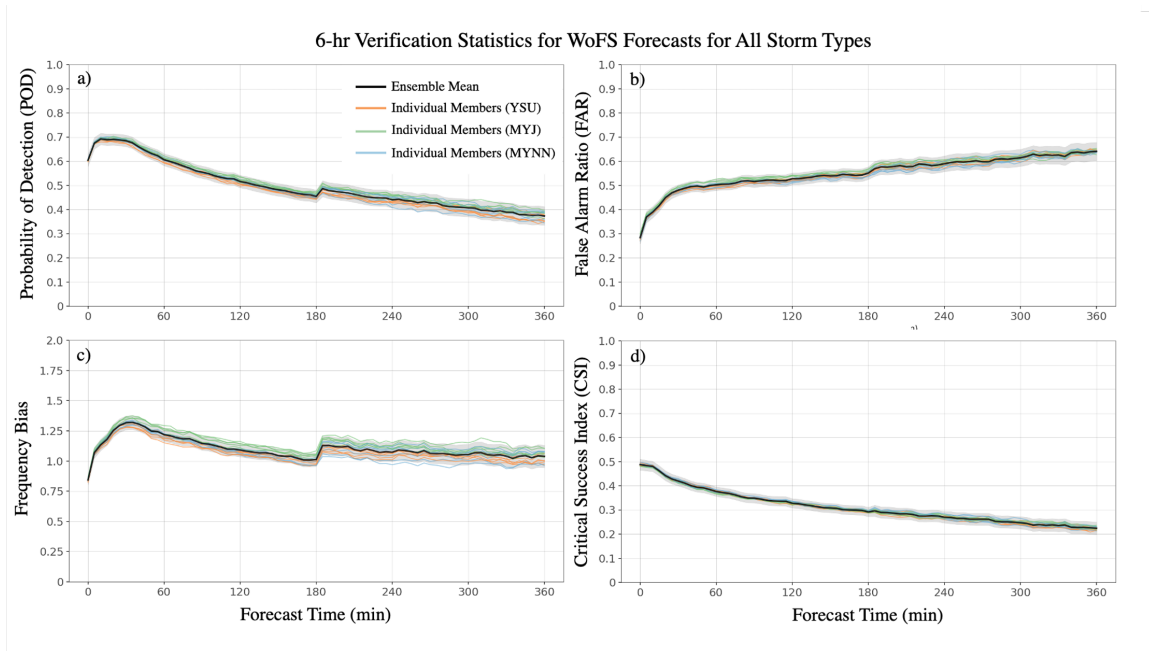 6-hr Verification Statistics for WoFS Forecasts for All Storm Types
a)
Probability of Detection (POD)
1.0
0.9
0.8
0.7
0.6
0.5
0.4
0.3
0.2
0.1
0
Ensemble Mean
Individual Members (YSU)
Individual Members (MYJ)
Individual Members (MYNN)
0 60 120 180 240 300 360
b)
False Alarm Ratio (FAR)
1.0
0.9
0.8
0.7
0.6
0.5
0.4
0.3
0.2
0.1
0
0 60 120 180 240 300 360
c)
Frequency Bias
2.0
1.75
1.5
1.25
1.0
0.75
0.5
0.25
0
0 60 120 180 240 300 360
Forecast Time (min)
d)
Critical Success Index (CSI)
1.0
0.9
0.8
0.7
0.6
0.5
0.4
0.3
0.2
0.1
0
0 60 120 180 240 300 360
Forecast Time (min)